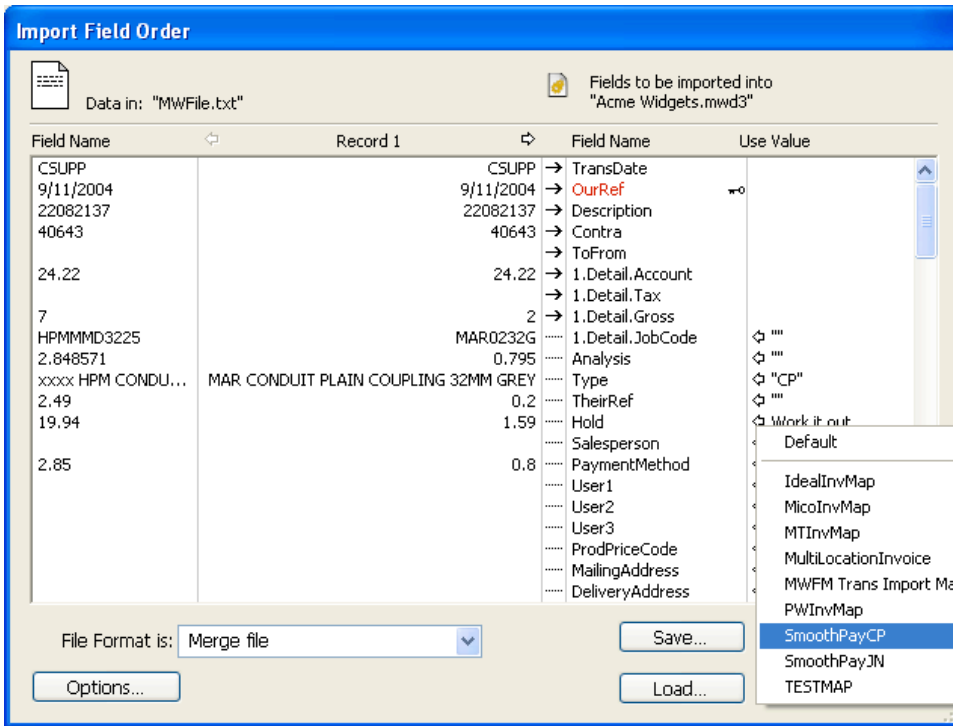 Import Field Order
Data in: "MWFile.txt"
Fields to be imported into
"Acme Widgets.mwd3"
Field Name Record 1 Field Name Use Value
CSUPP CSUPP → TransDate
9/11/2004 9/11/2004 → OurRef
22082137 22082137 → Description
40643 40643 → Contra
→ ToFrom
24.22 24.22 → 1.Detail.Account
→ 1.Detail.Tax
7 2 → 1.Detail.Gross
HPMMMD3225 MAR0232G 1.Detail.JobCode ""
2.848571 0.795 Analysis ""
xxxx HPM CONDU... MAR CONDUIT PLAIN COUPLING 32MM GREY Type "CP"
2.49 0.2 TheirRef ""
19.94 1.59 Hold Work it out
Salesperson
2.85 0.8 PaymentMethod
User1
User2
User3
ProdPriceCode
MailingAddress
DeliveryAddress
Default
IdealInvMap
MicoInvMap
MTInvMap
MultiLocationInvoice
MWFM Trans Import Ma
PWInvMap
SmoothPayCP
SmoothPayJN
TESTMAP
File Format is: Merge file
Save...
Options...
Load...